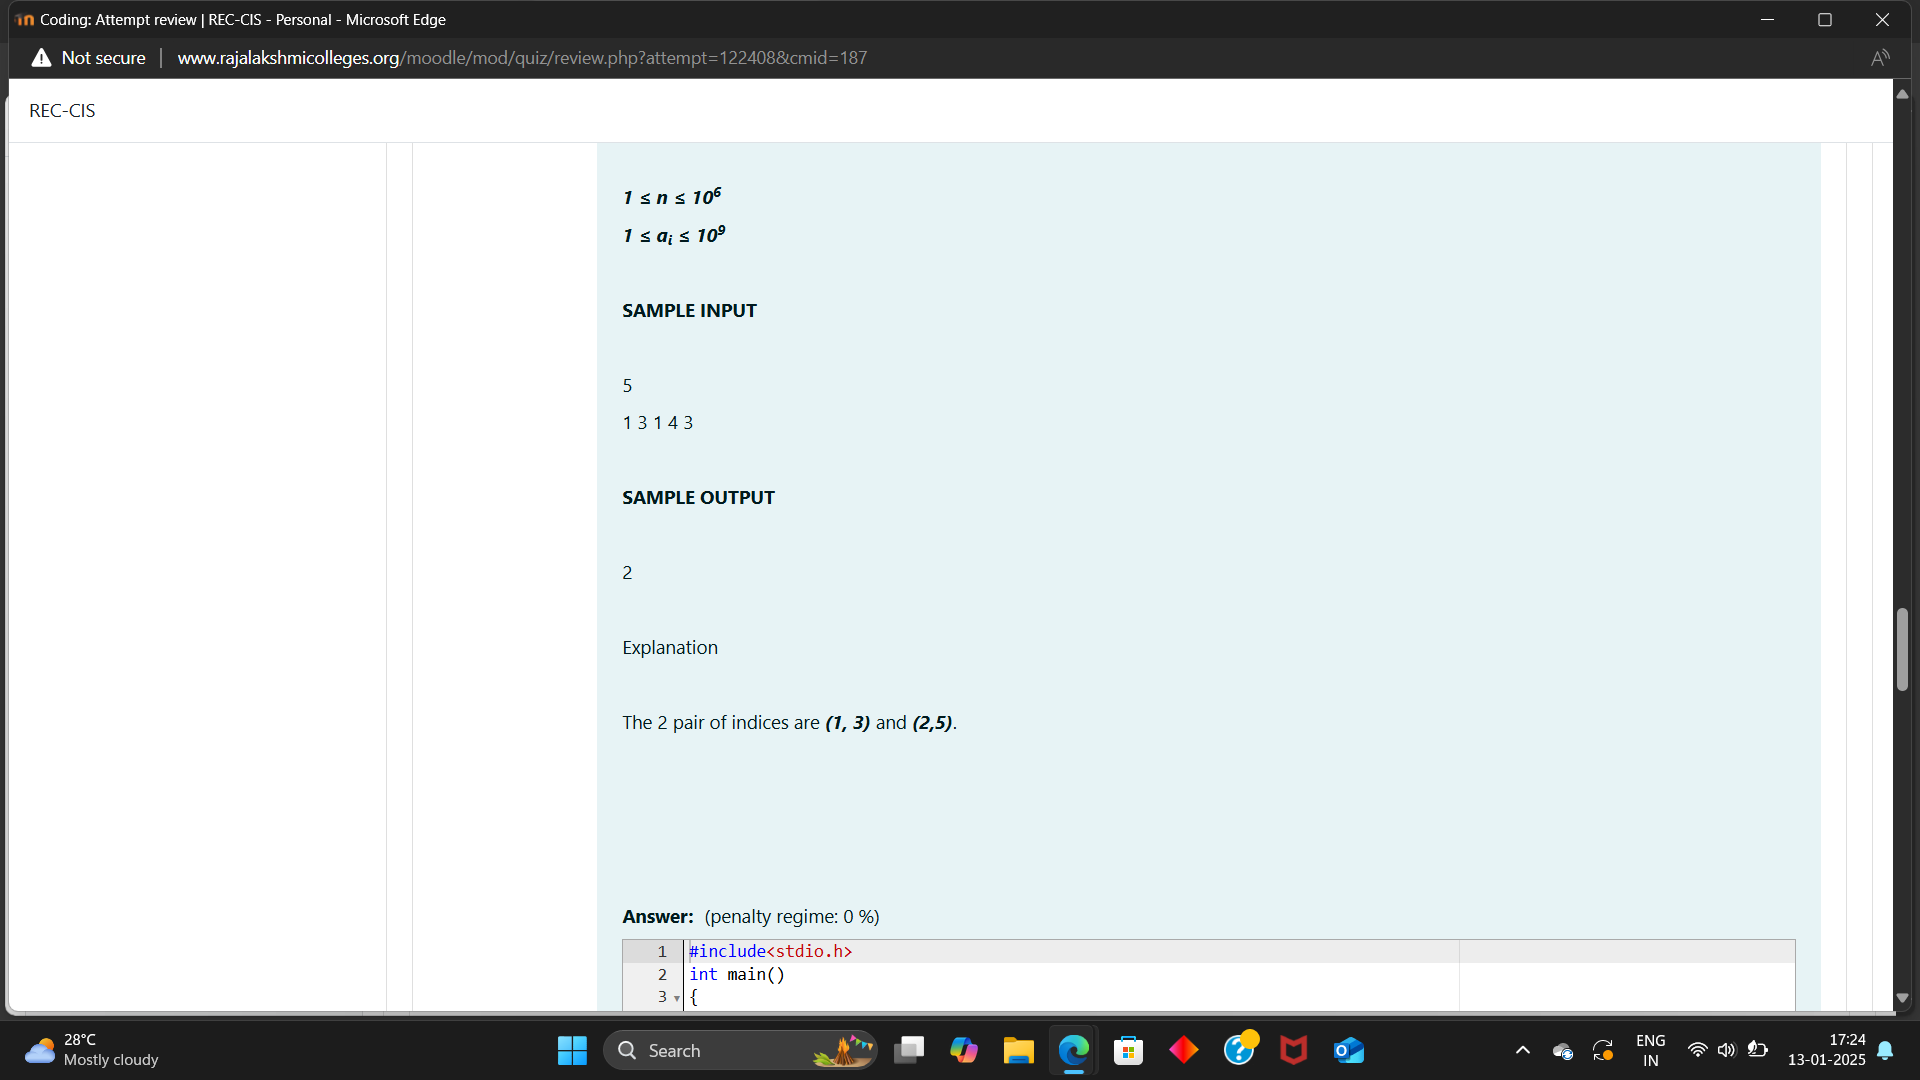 Coding: Attempt review | REC-CIS - Personal - Microsoft Edge
Not secure | www.rajalakshmicolleges.org/moodle/mod/quiz/review.php?attempt=122408&cmid=187
REC-CIS
1 ≤ n ≤ 10⁶
1 ≤ aᵢ ≤ 10⁹
SAMPLE INPUT
5
1 3 1 4 3
SAMPLE OUTPUT
2
Explanation
The 2 pair of indices are (1, 3) and (2,5).
Answer: (penalty regime: 0 %)
1 #include<stdio.h>
2 int main()
3 {
28°C
Mostly cloudy
Search
ENG
IN
17:24
13-01-2025